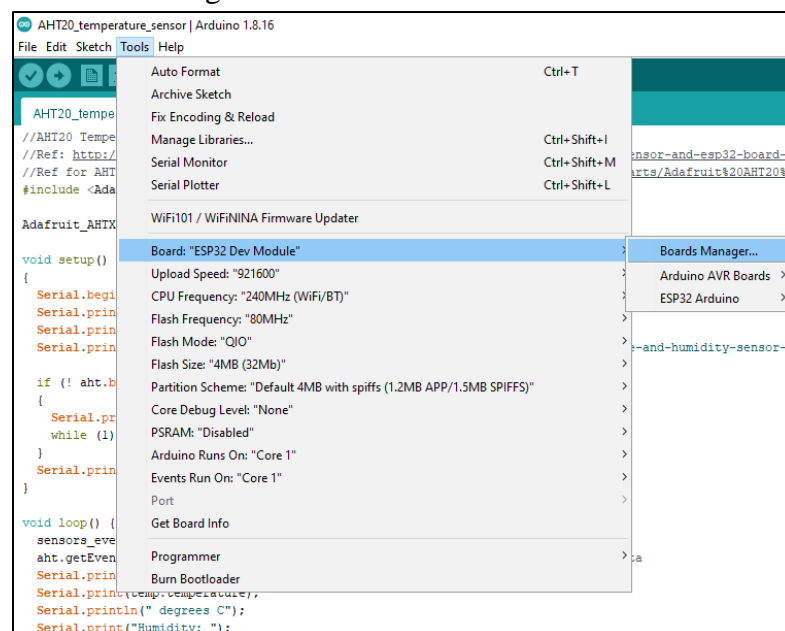 AHT20_temperature_sensor | Arduino 1.8.16
File Edit Sketch Tools Help
AHT20_tempe
Auto Format Ctrl+T
Archive Sketch
Fix Encoding & Reload
Manage Libraries... Ctrl+Shift+I
Serial Monitor Ctrl+Shift+M
Serial Plotter Ctrl+Shift+L
WiFi101 / WiFiNINA Firmware Updater
Board: "ESP32 Dev Module"
Upload Speed: "921600"
CPU Frequency: "240MHz (WiFi/BT)"
Flash Frequency: "80MHz"
Flash Mode: "QIO"
Flash Size: "4MB (32Mb)"
Partition Scheme: "Default 4MB with spiffs (1.2MB APP/1.5MB SPIFFS)"
Core Debug Level: "None"
PSRAM: "Disabled"
Arduino Runs On: "Core 1"
Events Run On: "Core 1"
Port
Get Board Info
Programmer
Burn Bootloader
Boards Manager...
Arduino AVR Boards
ESP32 Arduino
//AHT20 Tempe
//Ref: http:/ ensor-and-esp32-board-
//Ref for AHT arts/Adafruit%20AHT20%
#include <Ada
Adafruit_AHTX
void setup()
{
Serial.begi
Serial.prin
Serial.prin
Serial.prin e-and-humidity-sensor-
if (! aht.b
{
Serial.pr
while (1)
}
Serial.prin
}
void loop() {
sensors_eve
aht.getEven ta
Serial.prin
Serial.print(temp.temperature);
Serial.println(" degrees C");
Serial.print("Humidity: ");